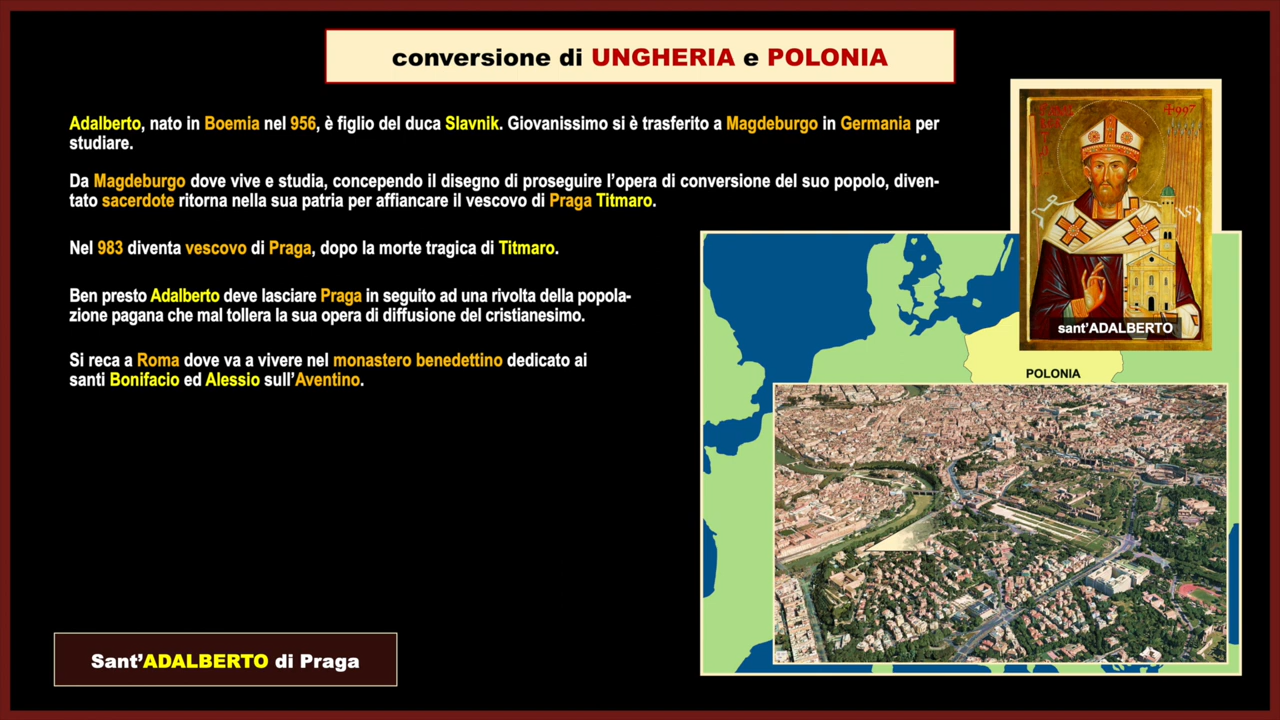 conversione di UNGHERIA e POLONIA
Adalberto, nato in Boemia nel 956, è figlio del duca Slavnik. Giovanissimo si è trasferito a Magdeburgo in Germania per
studiare.
Da Magdeburgo dove vive e studia, concependo il disegno di proseguire l’opera di conversione del suo popolo, diven-
tato sacerdote ritorna nella sua patria per affiancare il vescovo di Praga Titmaro.
Nel 983 diventa vescovo di Praga, dopo la morte tragica di Titmaro.
Ben presto Adalberto deve lasciare Praga in seguito ad una rivolta della popola-
zione pagana che mal tollera la sua opera di diffusione del cristianesimo.
Si reca a Roma dove va a vivere nel monastero benedettino dedicato ai
santi Bonifacio ed Alessio sull’Aventino.
sant’ADALBERTO
POLONIA
Sant’ADALBERTO di Praga